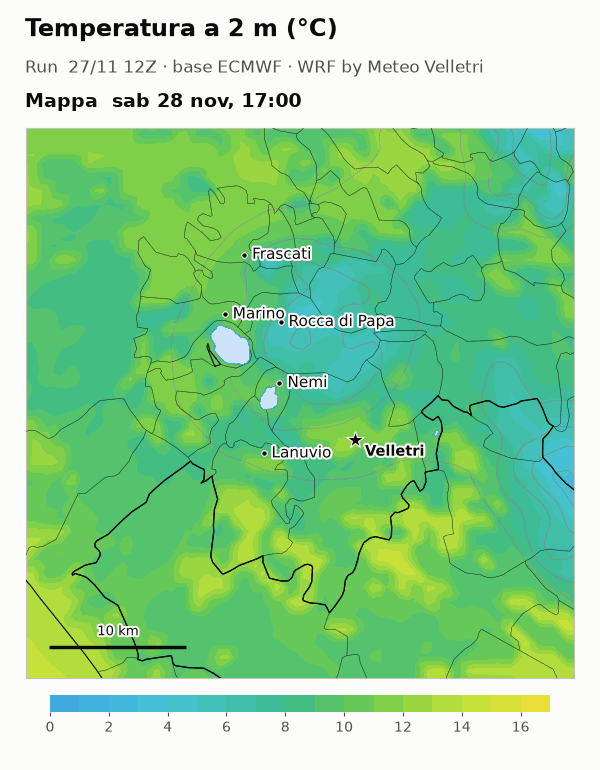 Temperatura a 2 m (°C)
Run  27/11 12Z · base ECMWF · WRF by Meteo Velletri
Mappa  sab 28 nov, 17:00
Frascati
Marino
Rocca di Papa
Nemi
Velletri
Lanuvio
10 km
0 2 4 6 8 10 12 14 16